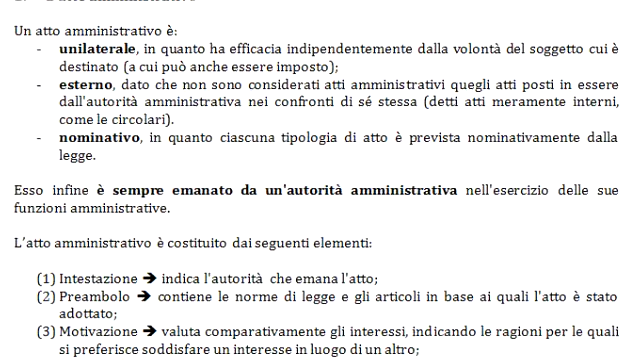 Un atto amministrativo è:
- unilaterale, in quanto ha efficacia indipendentemente dalla volontà del soggetto cui è
destinato (a cui può anche essere imposto);
- esterno, dato che non sono considerati atti amministrativi quegli atti posti in essere
dall'autorità amministrativa nei confronti di sé stessa (detti atti meramente interni,
come le circolari).
- nominativo, in quanto ciascuna tipologia di atto è prevista nominativamente dalla
legge.
Esso infine è sempre emanato da un'autorità amministrativa nell'esercizio delle sue
funzioni amministrative.
L'atto amministrativo è costituito dai seguenti elementi:
(1) Intestazione ➔ indica l'autorità che emana l'atto;
(2) Preambolo ➔ contiene le norme di legge e gli articoli in base ai quali l'atto è stato
adottato;
(3) Motivazione ➔ valuta comparativamente gli interessi, indicando le ragioni per le quali
si preferisce soddisfare un interesse in luogo di un altro;